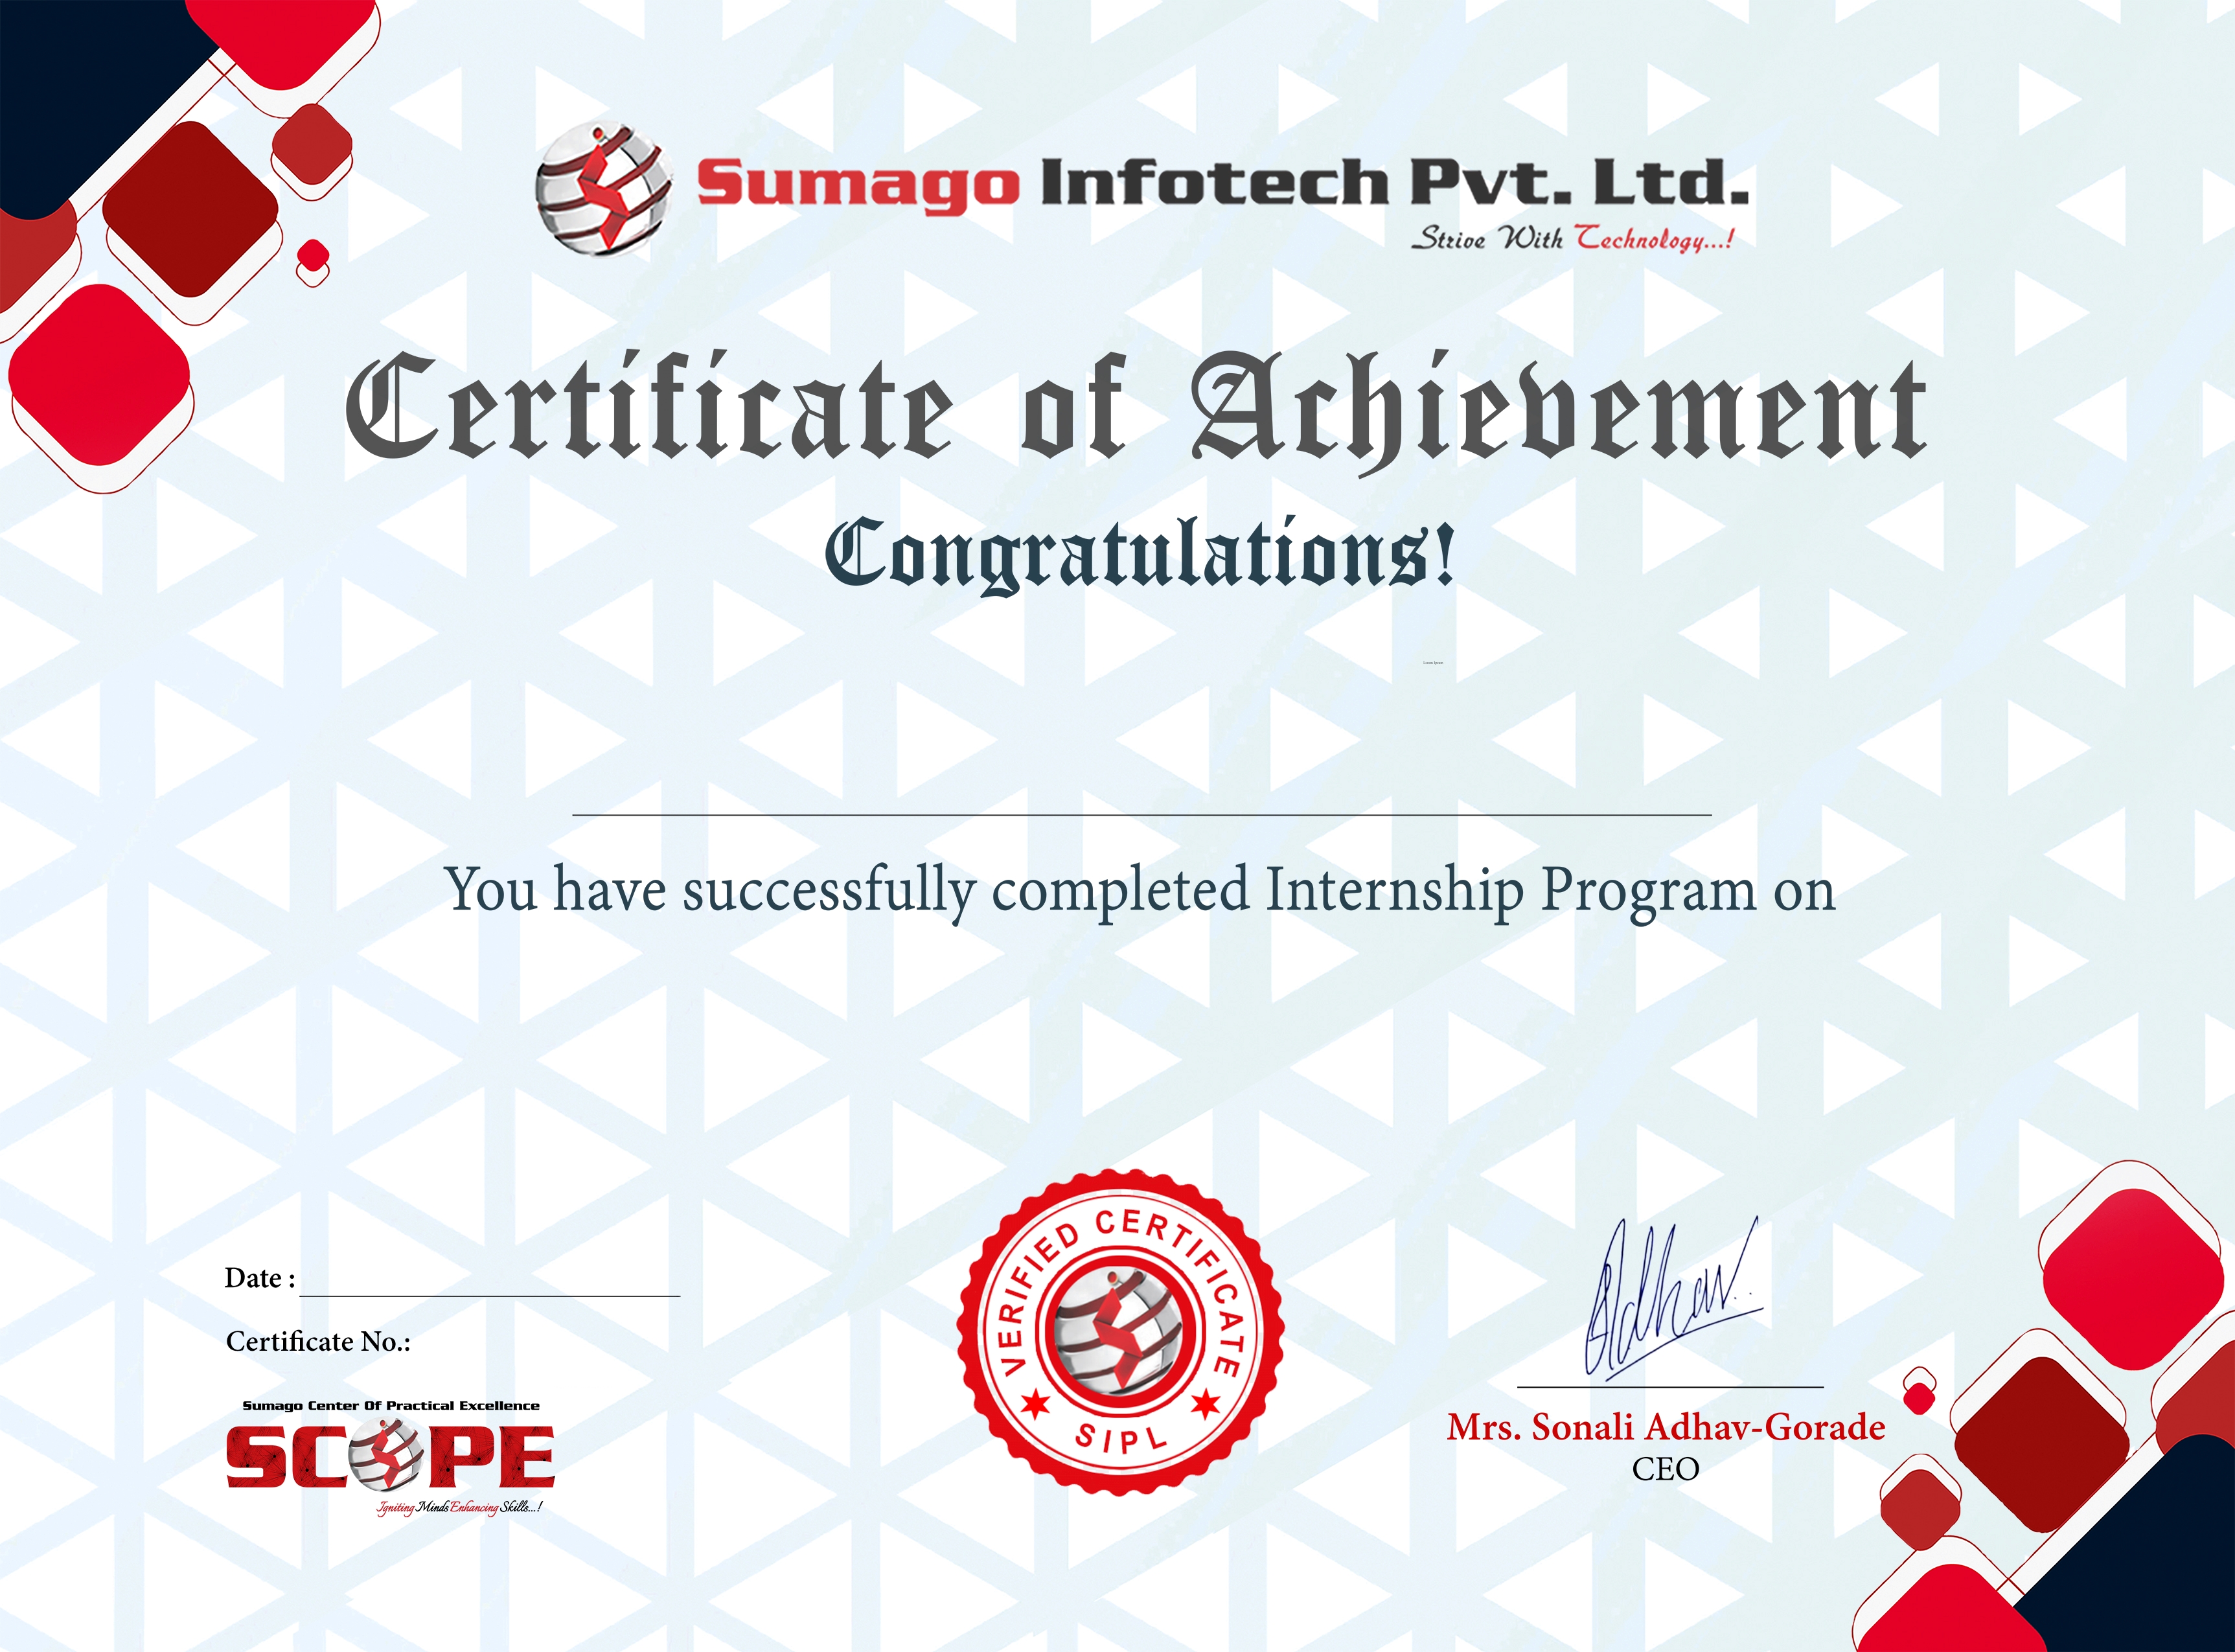 Sumago Infotech Pvt. Ltd.
Strive With Technology...!
Certificate of Achievement
Congratulations!
Lorem Ipsum
You have successfully completed Internship Program on
Date :
Certificate No.:
Sumago Center Of Practical Excellence
SCOPE
Igniting Minds Enhancing Skills...!
VERIFIED CERTIFICATE
SIPL
Adhav..
Mrs. Sonali Adhav-Gorade
CEO